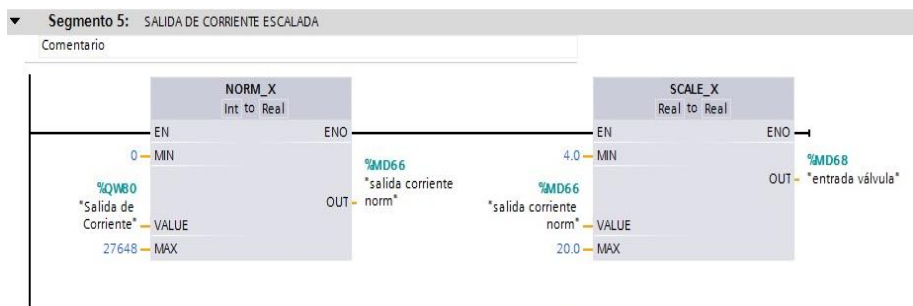 Segmento 5: SALIDA DE CORRIENTE ESCALADA
Comentario
NORM_X
Int to Real
EN
ENO
0
MIN
%QW80
"Salida de
Corriente"
VALUE
27648
MAX
OUT
%MD66
"salida corriente
norm"
SCALE_X
Real to Real
EN
ENO
4.0
MIN
%MD66
"salida corriente
norm"
VALUE
20.0
MAX
OUT
%MD68
"entrada válvula"